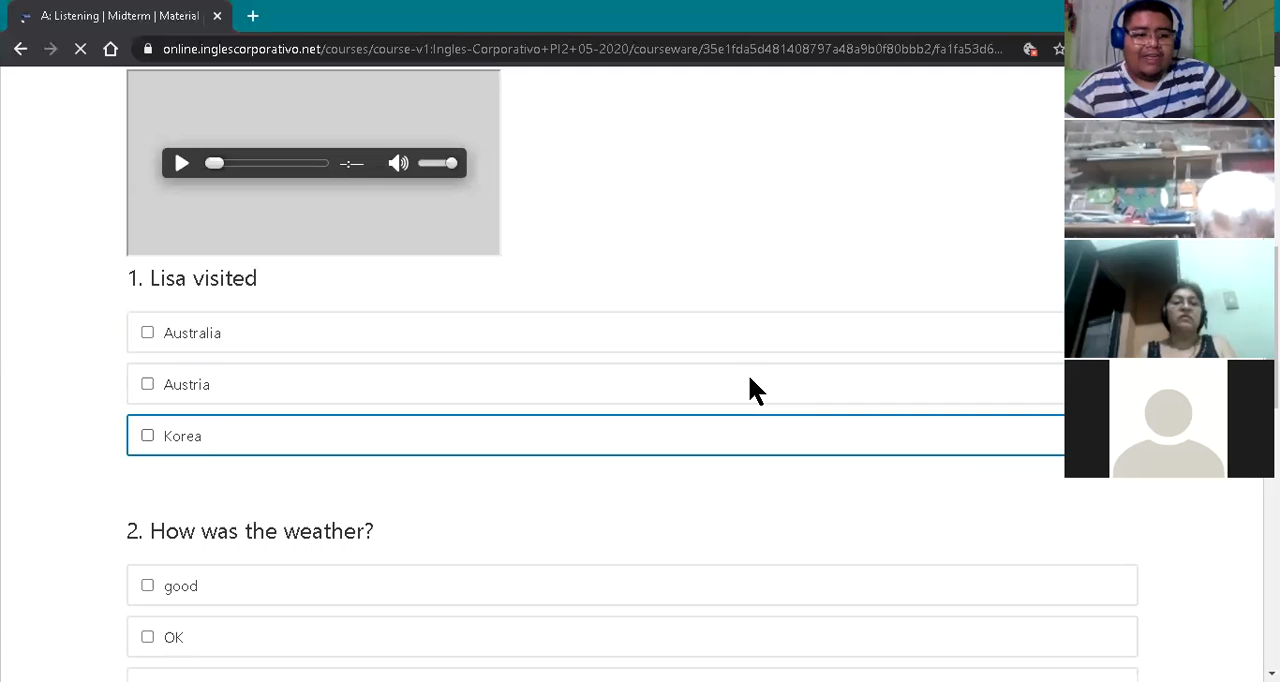 A: Listening | Midterm | Material
online.inglescorporativo.net/courses/course-v1:Ingles-Corporativo+PI2+05-2020/courseware/35e1fda5d481408797a48a9b0f80bbb2/fa1fa53d6...
-:--
1. Lisa visited
Australia
Austria
Korea
2. How was the weather?
good
OK